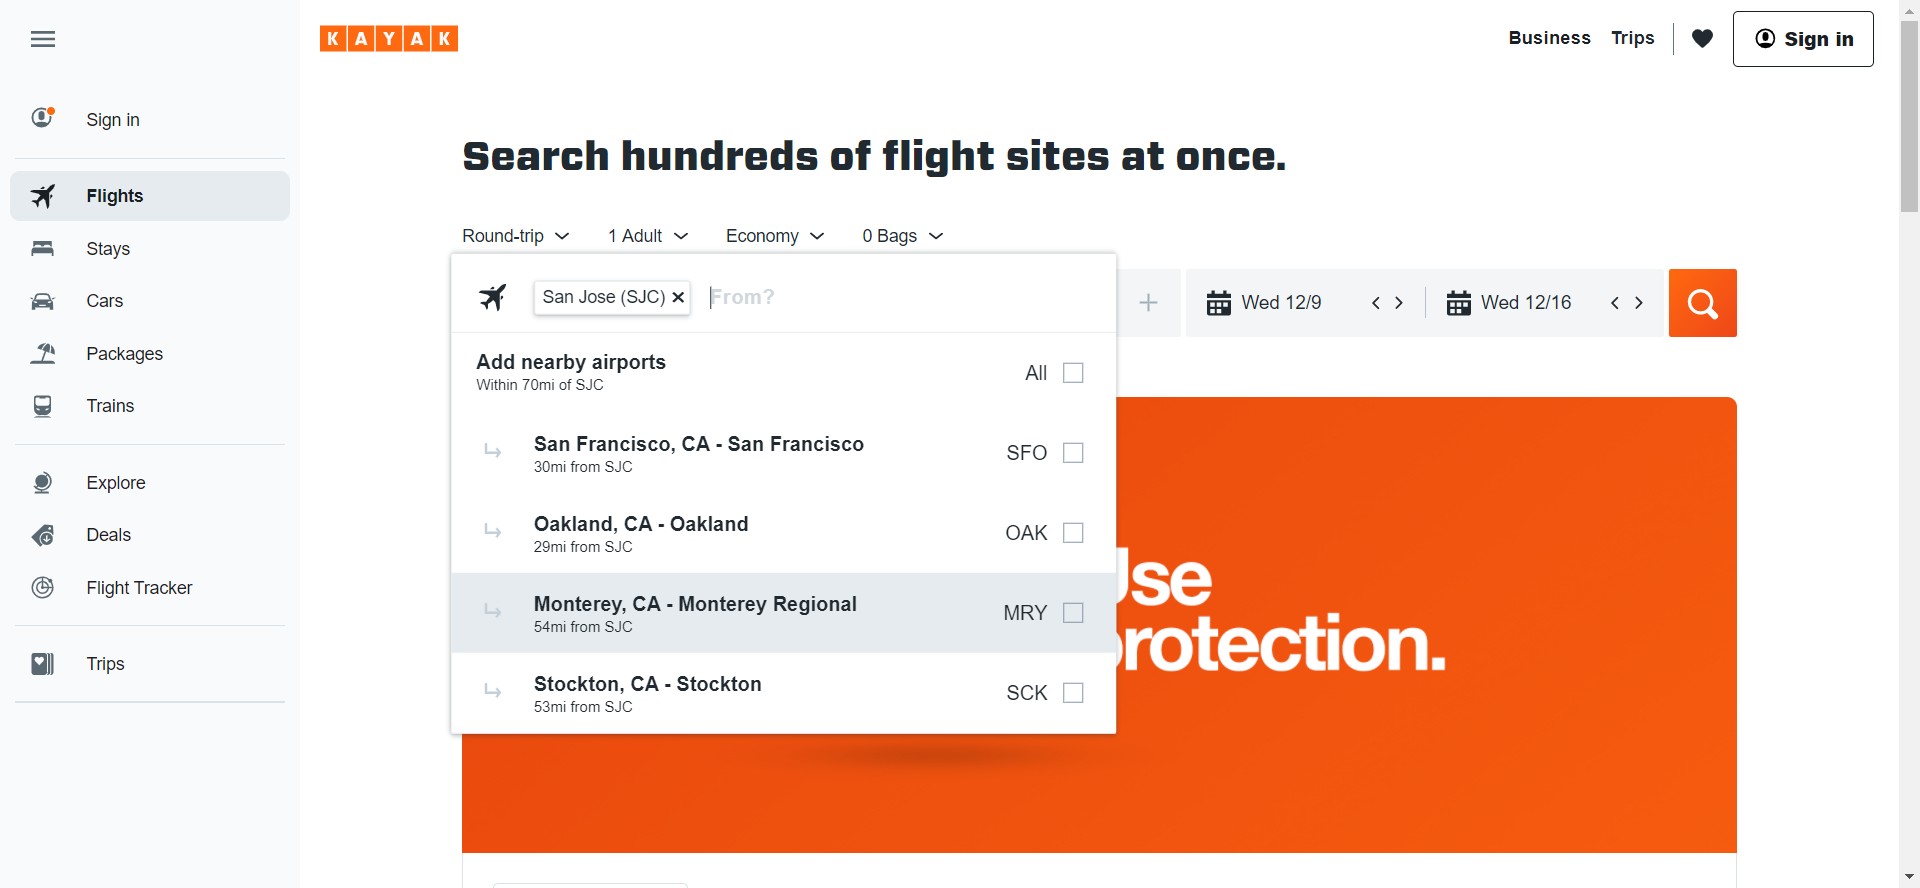 KAYAK
Business
Trips
Sign in
Sign in
Flights
Stays
Cars
Packages
Trains
Explore
Deals
Flight Tracker
Trips
Search hundreds of flight sites at once.
Round-trip
1 Adult
Economy
0 Bags
San Jose (SJC)
From?
Wed 12/9
Wed 12/16
Add nearby airports
Within 70mi of SJC
All
San Francisco, CA - San Francisco
30mi from SJC
SFO
Oakland, CA - Oakland
29mi from SJC
OAK
Monterey, CA - Monterey Regional
54mi from SJC
MRY
Stockton, CA - Stockton
53mi from SJC
SCK
protection.